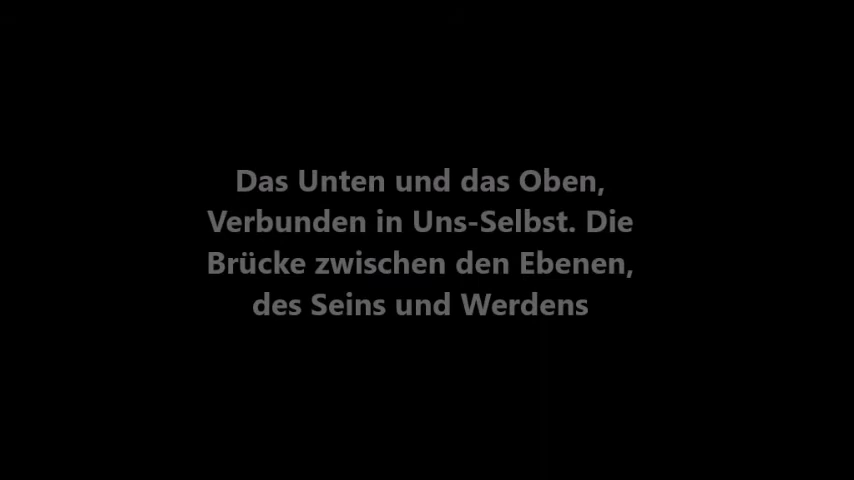 Das Unten und das Oben,
Verbunden in Uns-Selbst. Die
Brücke zwischen den Ebenen,
des Seins und Werdens